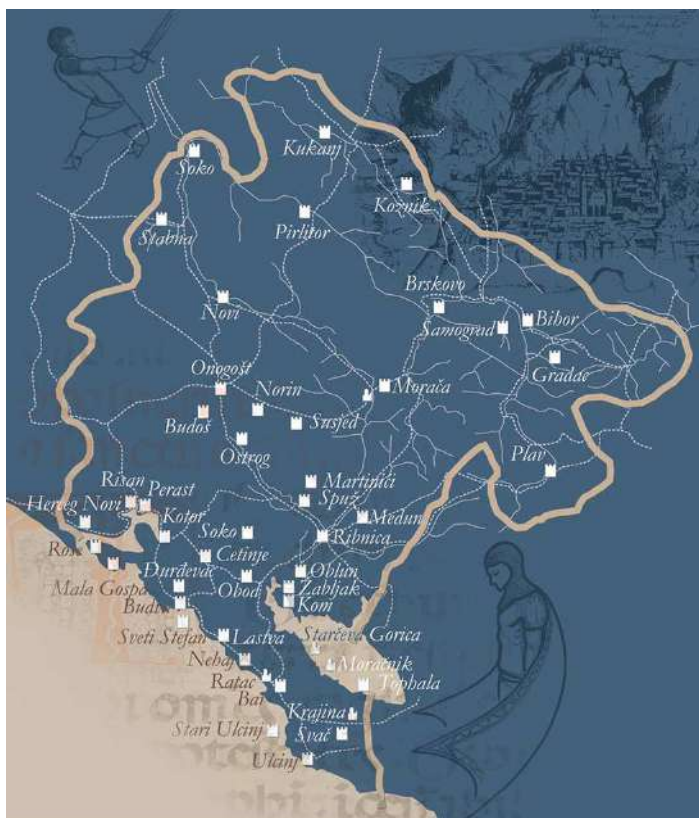 Kukanj
Soko
Koznik
Pirlitor
Štabna
Brskovo
Novi
Bihor
Samograd
Gradac
Onogošt
Morača
Norin
Budoš
Susjed
Ostrog
Plav
Martinići
Spuž
Risan
Perast
Herceg Novi
Medun
Kotor
Soko
Ribnica
Rose
Cetinje
Đurđevac
Oblun
Mala Gospa
Obod
Žabljak
Budva
Kom
Sveti Stefan
Lastva
Starčeva Gorica
Nehaj
Moračnik
Ratac
Tophala
Bar
Krajina
Stari Ulcinj
Svač
Ulcinj